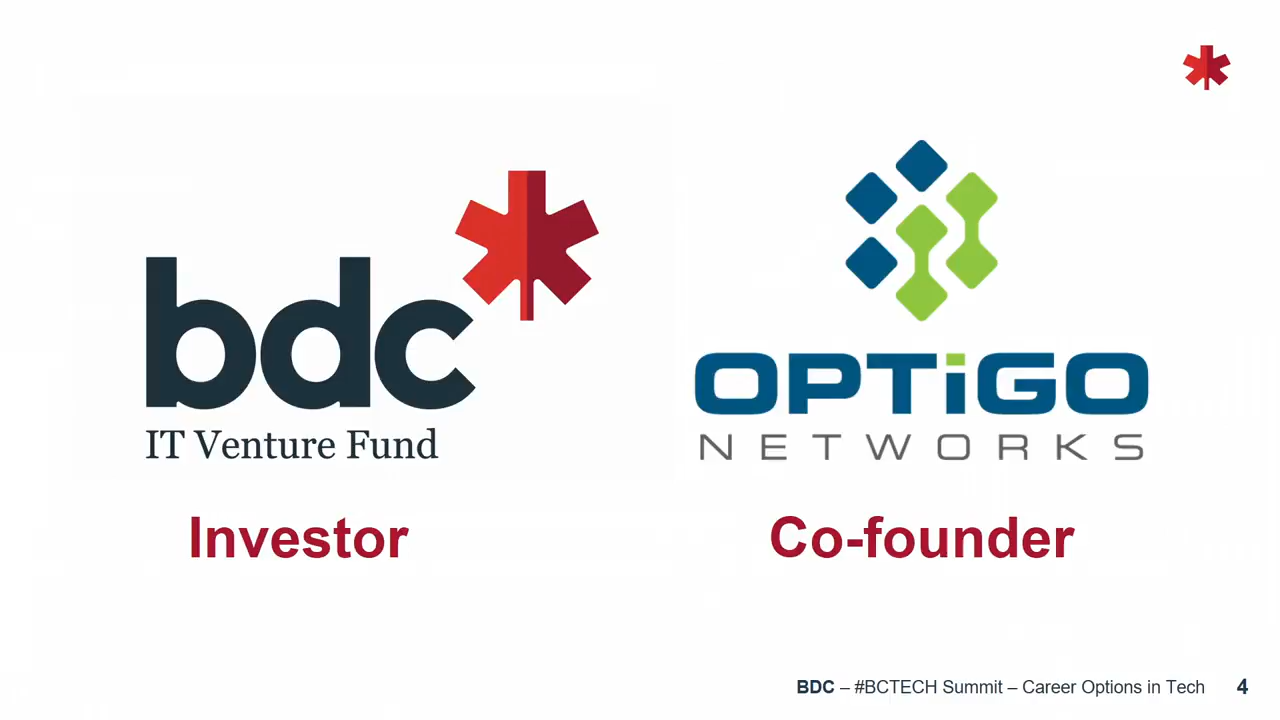 bdc
IT Venture Fund
Investor
OPTiGO
NETWORKS
Co-founder
BDC – #BCTECH Summit – Career Options in Tech 4